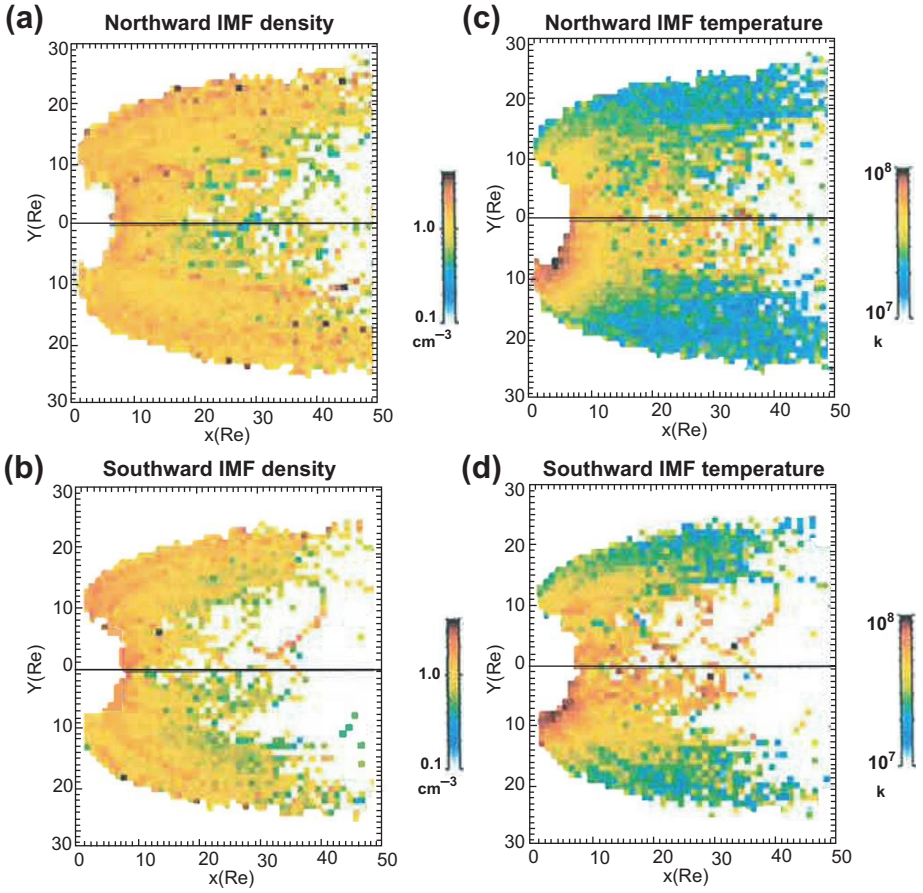 (a) Northward IMF density
30
20
10
0
10
20
30
Y(Re)
0 10 20 30 40 50
x(Re)
1.0
0.1
cm⁻³
(c) Northward IMF temperature
30
20
10
0
10
20
30
Y(Re)
0 10 20 30 40 50
x(Re)
10⁸
10⁷
k
(b) Southward IMF density
30
20
10
0
10
20
30
Y(Re)
0 10 20 30 40 50
x(Re)
1.0
0.1
cm⁻³
(d) Southward IMF temperature
30
20
10
0
10
20
30
Y(Re)
0 10 20 30 40 50
x(Re)
10⁸
10⁷
k